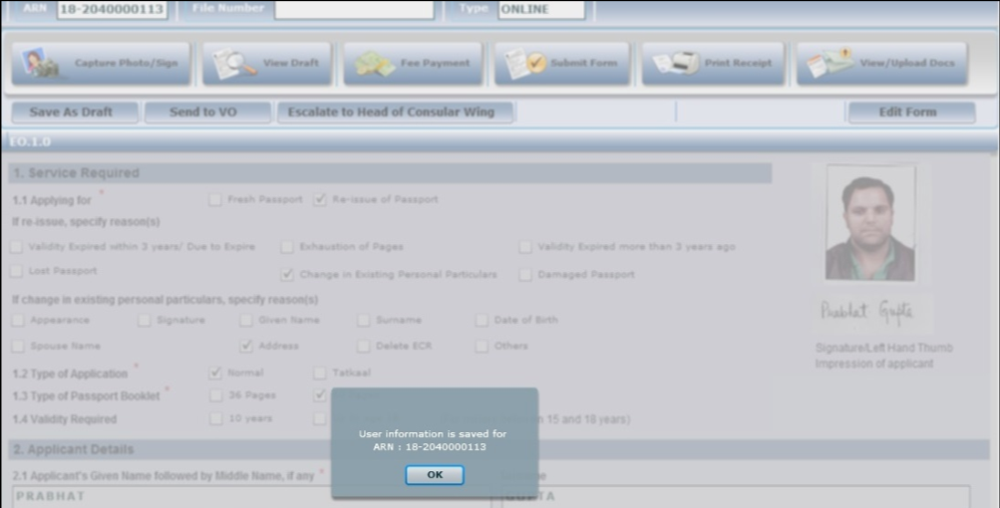 ARN 18-2040000113 File Number Type ONLINE
Capture Photo/Sign View Draft Fee Payment Submit Form Print Receipt View/Upload Docs
Save As Draft Send to VO Escalate to Head of Consular Wing Edit Form
EO.1.0
1. Service Required
1.1 Applying for * Fresh Passport Re-issue of Passport
If re-issue, specify reason(s)
Validity Expired within 3 years/ Due to Expire Exhaustion of Pages Validity Expired more than 3 years ago
Lost Passport Change in Existing Personal Particulars Damaged Passport
If change in existing personal particulars, specify reason(s)
Appearance Signature Given Name Surname Date of Birth
Spouse Name Address Delete ECR Others
Prabhat Gupta
Signature/Left Hand Thumb
Impression of applicant
1.2 Type of Application * Normal Tatkaal
1.3 Type of Passport Booklet * 36 Pages
1.4 Validity Required 10 years 15 and 18 years)
User information is saved for
ARN : 18-2040000113
OK
2. Applicant Details
2.1 Applicant's Given Name followed by Middle Name, if any *
PRABHAT GUPTA